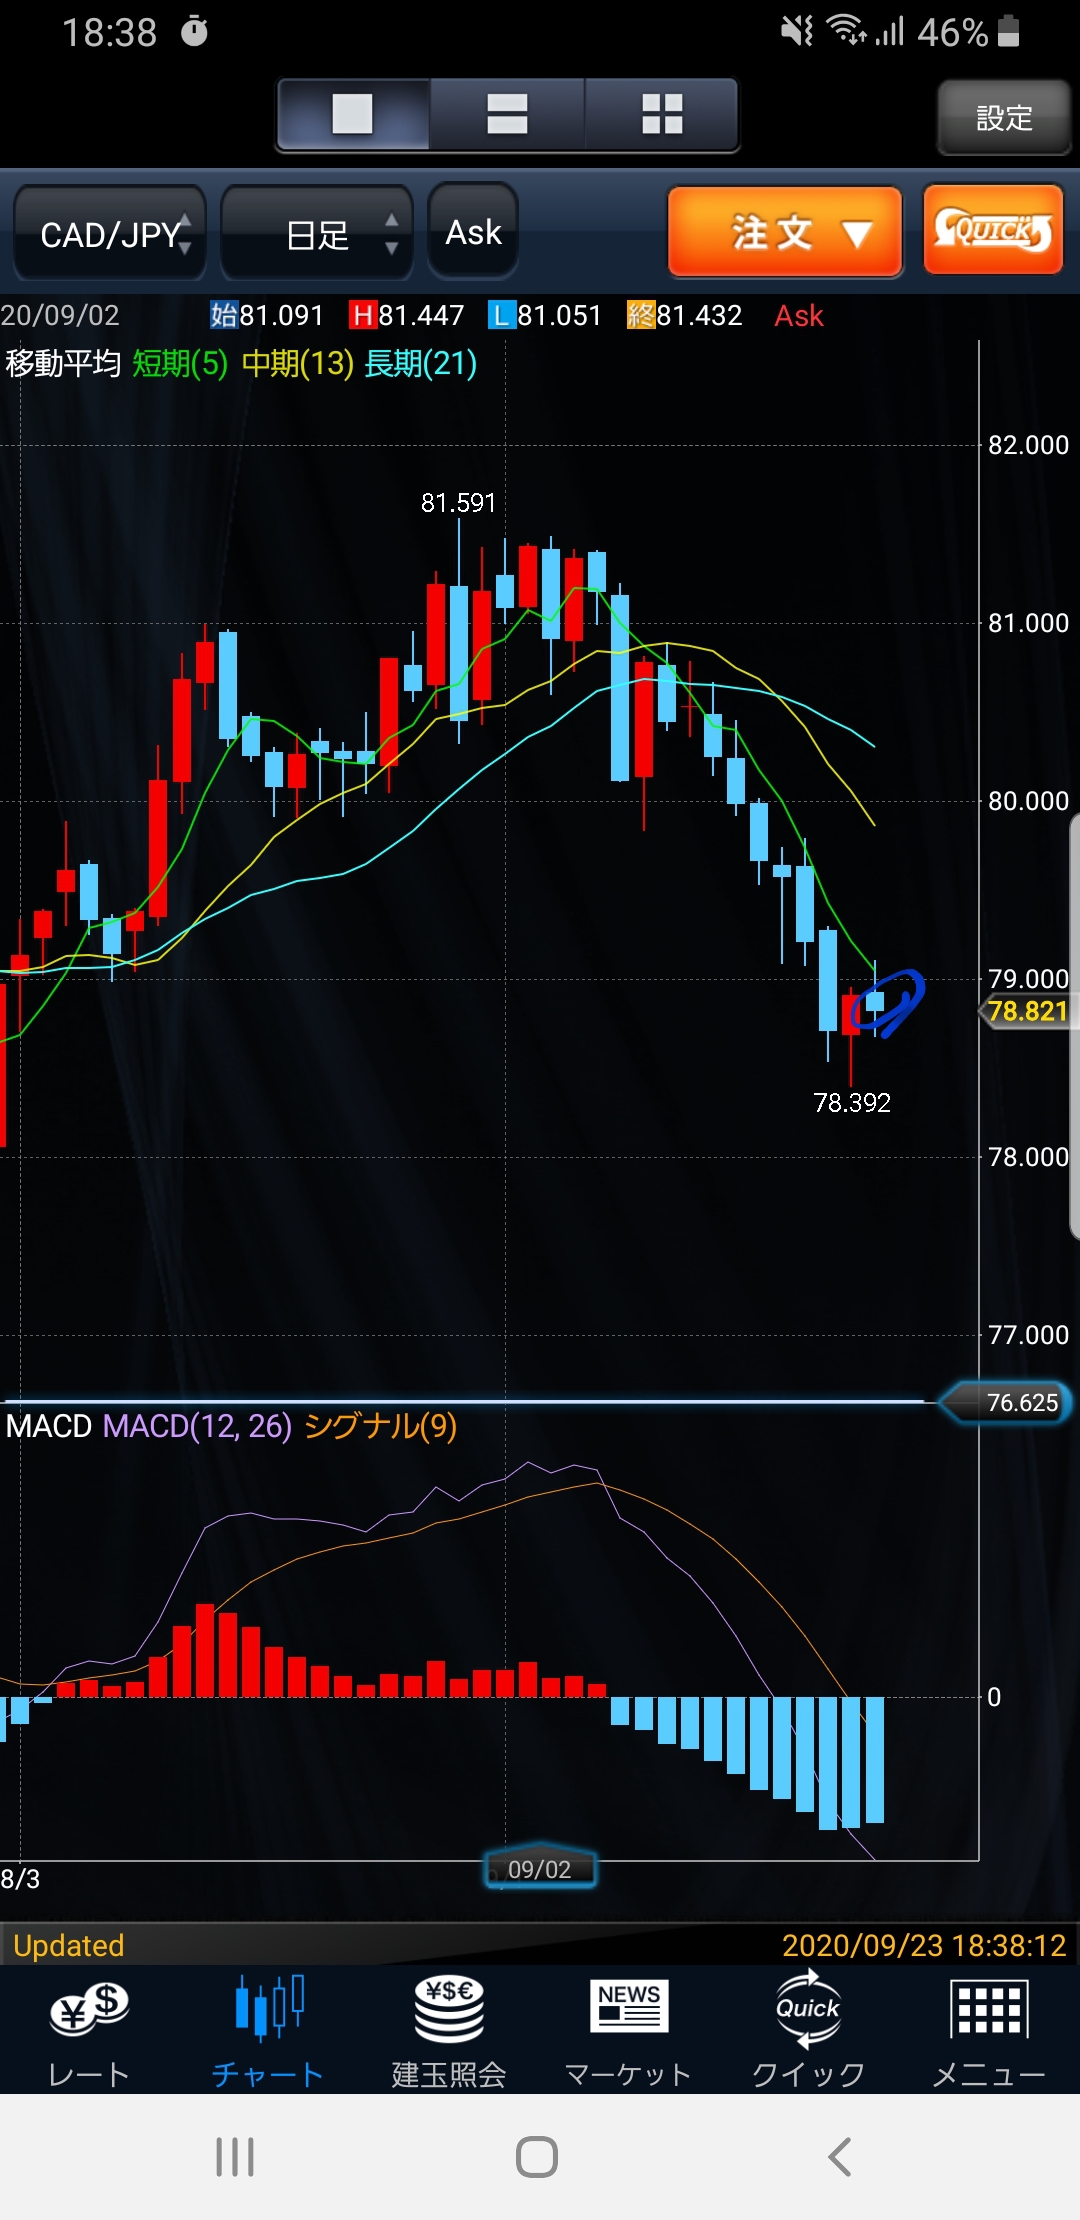 18:38 46%
設定
CAD/JPY 日足 Ask 注文 ▼ QUICK
20/09/02 始81.091 H81.447 L81.051 終81.432 Ask
移動平均 短期(5) 中期(13) 長期(21)
82.000
81.591
81.000
80.000
79.000
78.821
78.392
78.000
77.000
76.625
MACD MACD(12, 26) シグナル(9)
0
8/3 09/02
Updated 2020/09/23 18:38:12
¥ $ ¥$€ NEWS Quick
レート チャート 建玉照会 マーケット クイック メニュー